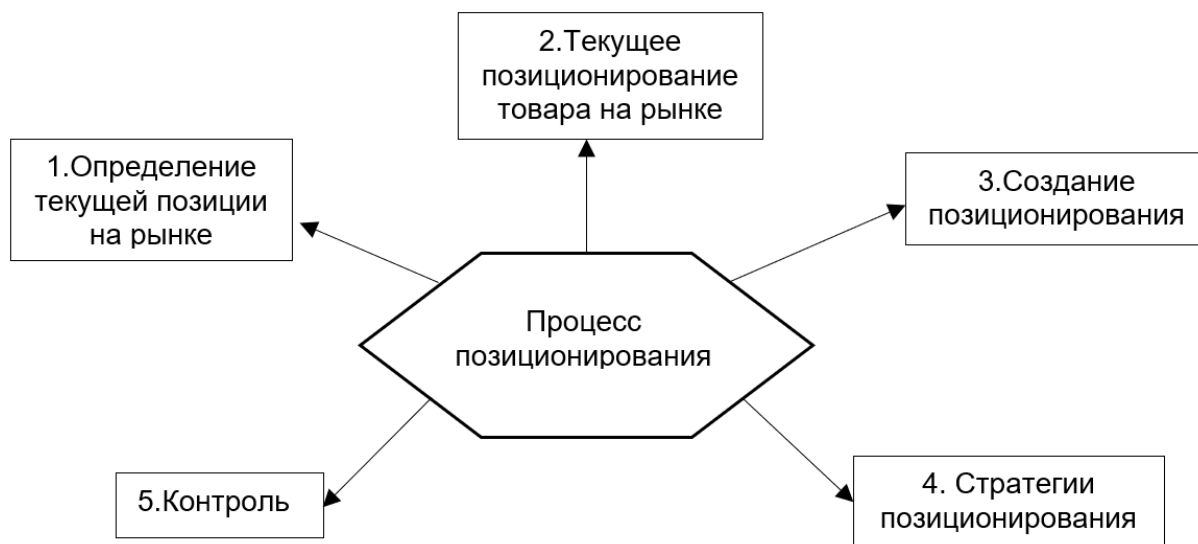 2.Текущее
позиционирование
товара на рынке
1.Определение
текущей позиции
на рынке
3.Создание
позиционирования
Процесс
позиционирования
5.Контроль
4. Стратегии
позиционирования